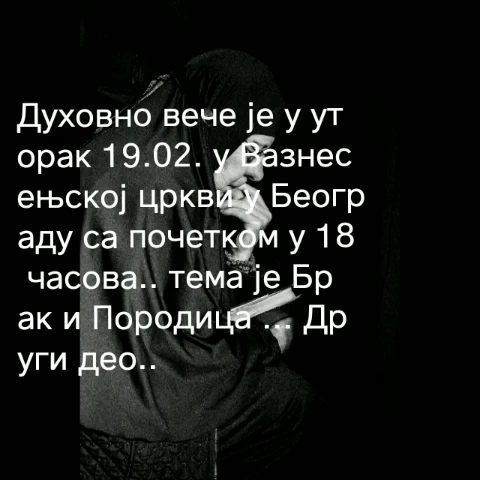 Духовно вече је у ут
орак 19.02. у Вазнес
ењској цркви у Београ
аду са почетком у 18
часова.. тема је Бр
ак и Породица ... Др
уги део..